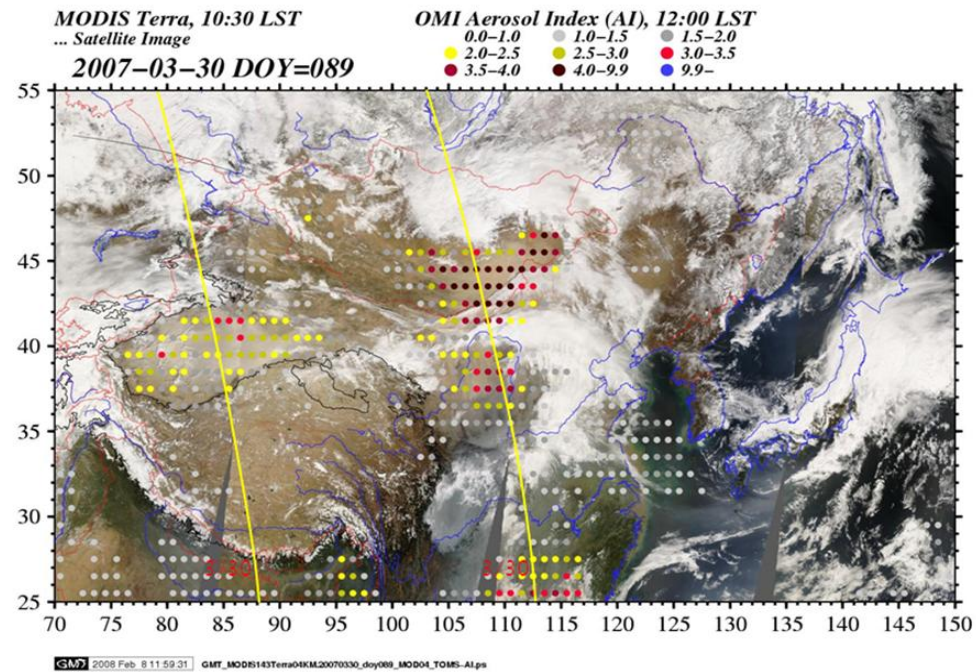 MODIS Terra, 10:30 LST
... Satellite Image
2007-03-30 DOY=089
OMI Aerosol Index (AI), 12:00 LST
0.0-1.0 1.0-1.5 1.5-2.0
2.0-2.5 2.5-3.0 3.0-3.5
3.5-4.0 4.0-9.9 9.9-
55
50
45
40
35
30
25
3/30 3/30
70 75 80 85 90 95 100 105 110 115 120 125 130 135 140 145 150
GMT 2008 Feb 8 11:59:31 GMT_MODIS143Terra04KM.20070330_doy089_MOD04_TOMS-AI.ps